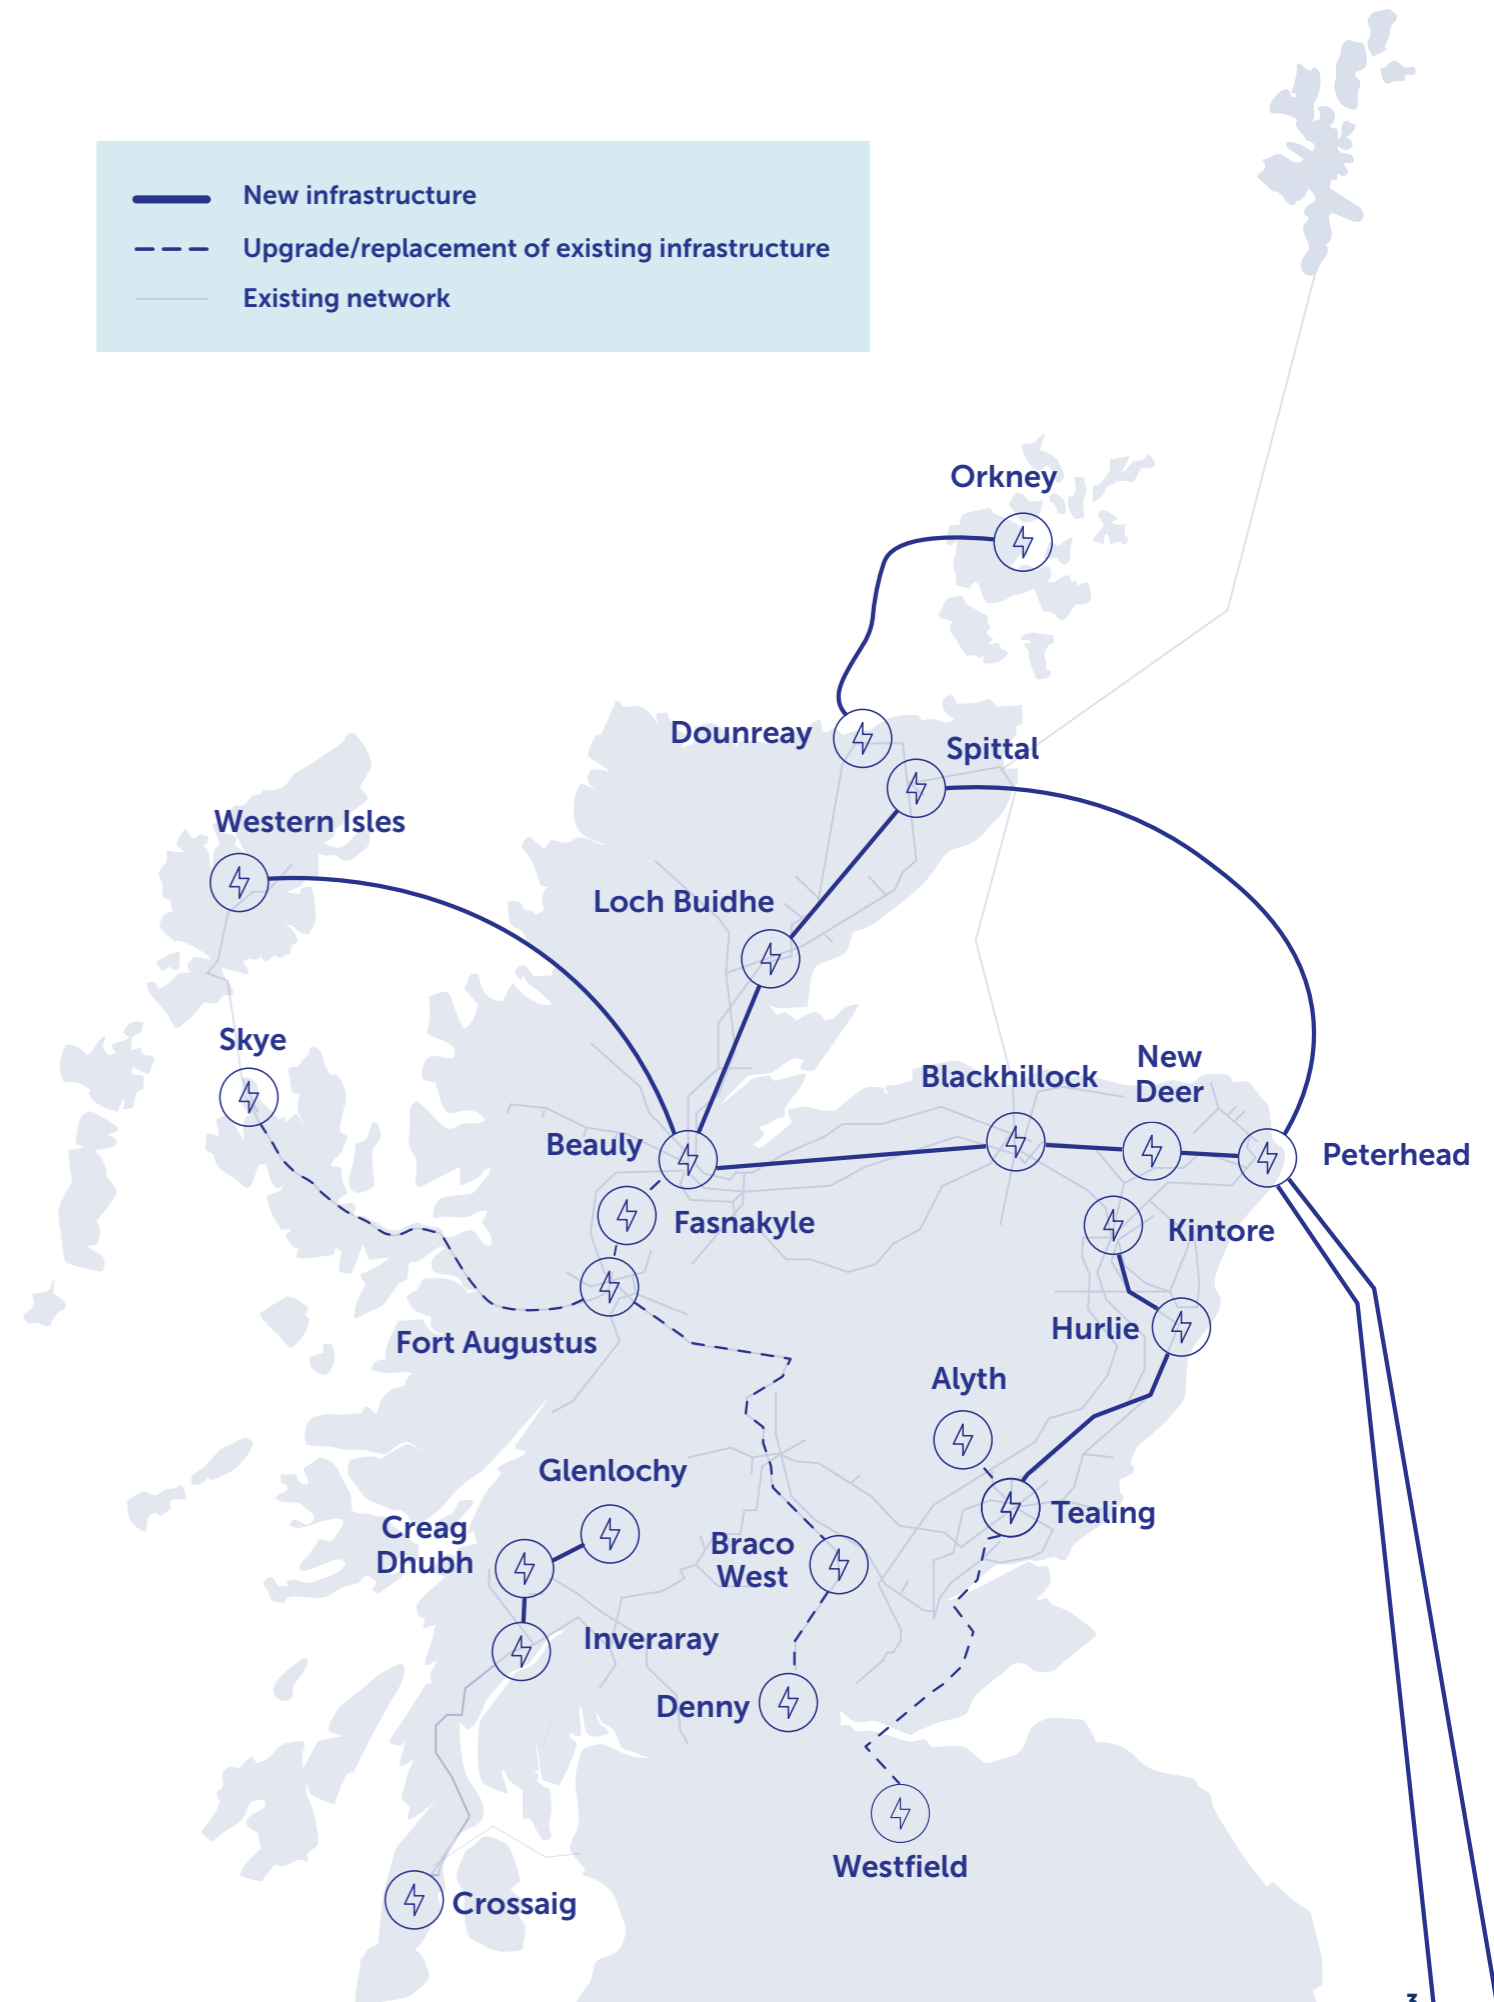 New infrastructure
Upgrade/replacement of existing infrastructure
Existing network
Orkney
Dounreay
Spittal
Western Isles
Loch Buidhe
Skye
Blackhillock
New
Deer
Beauly
Peterhead
Fasnakyle
Kintore
Fort Augustus
Hurlie
Alyth
Glenlochy
Tealing
Creag
Dhubh
Braco
West
Inveraray
Denny
Westfield
Crossaig
3